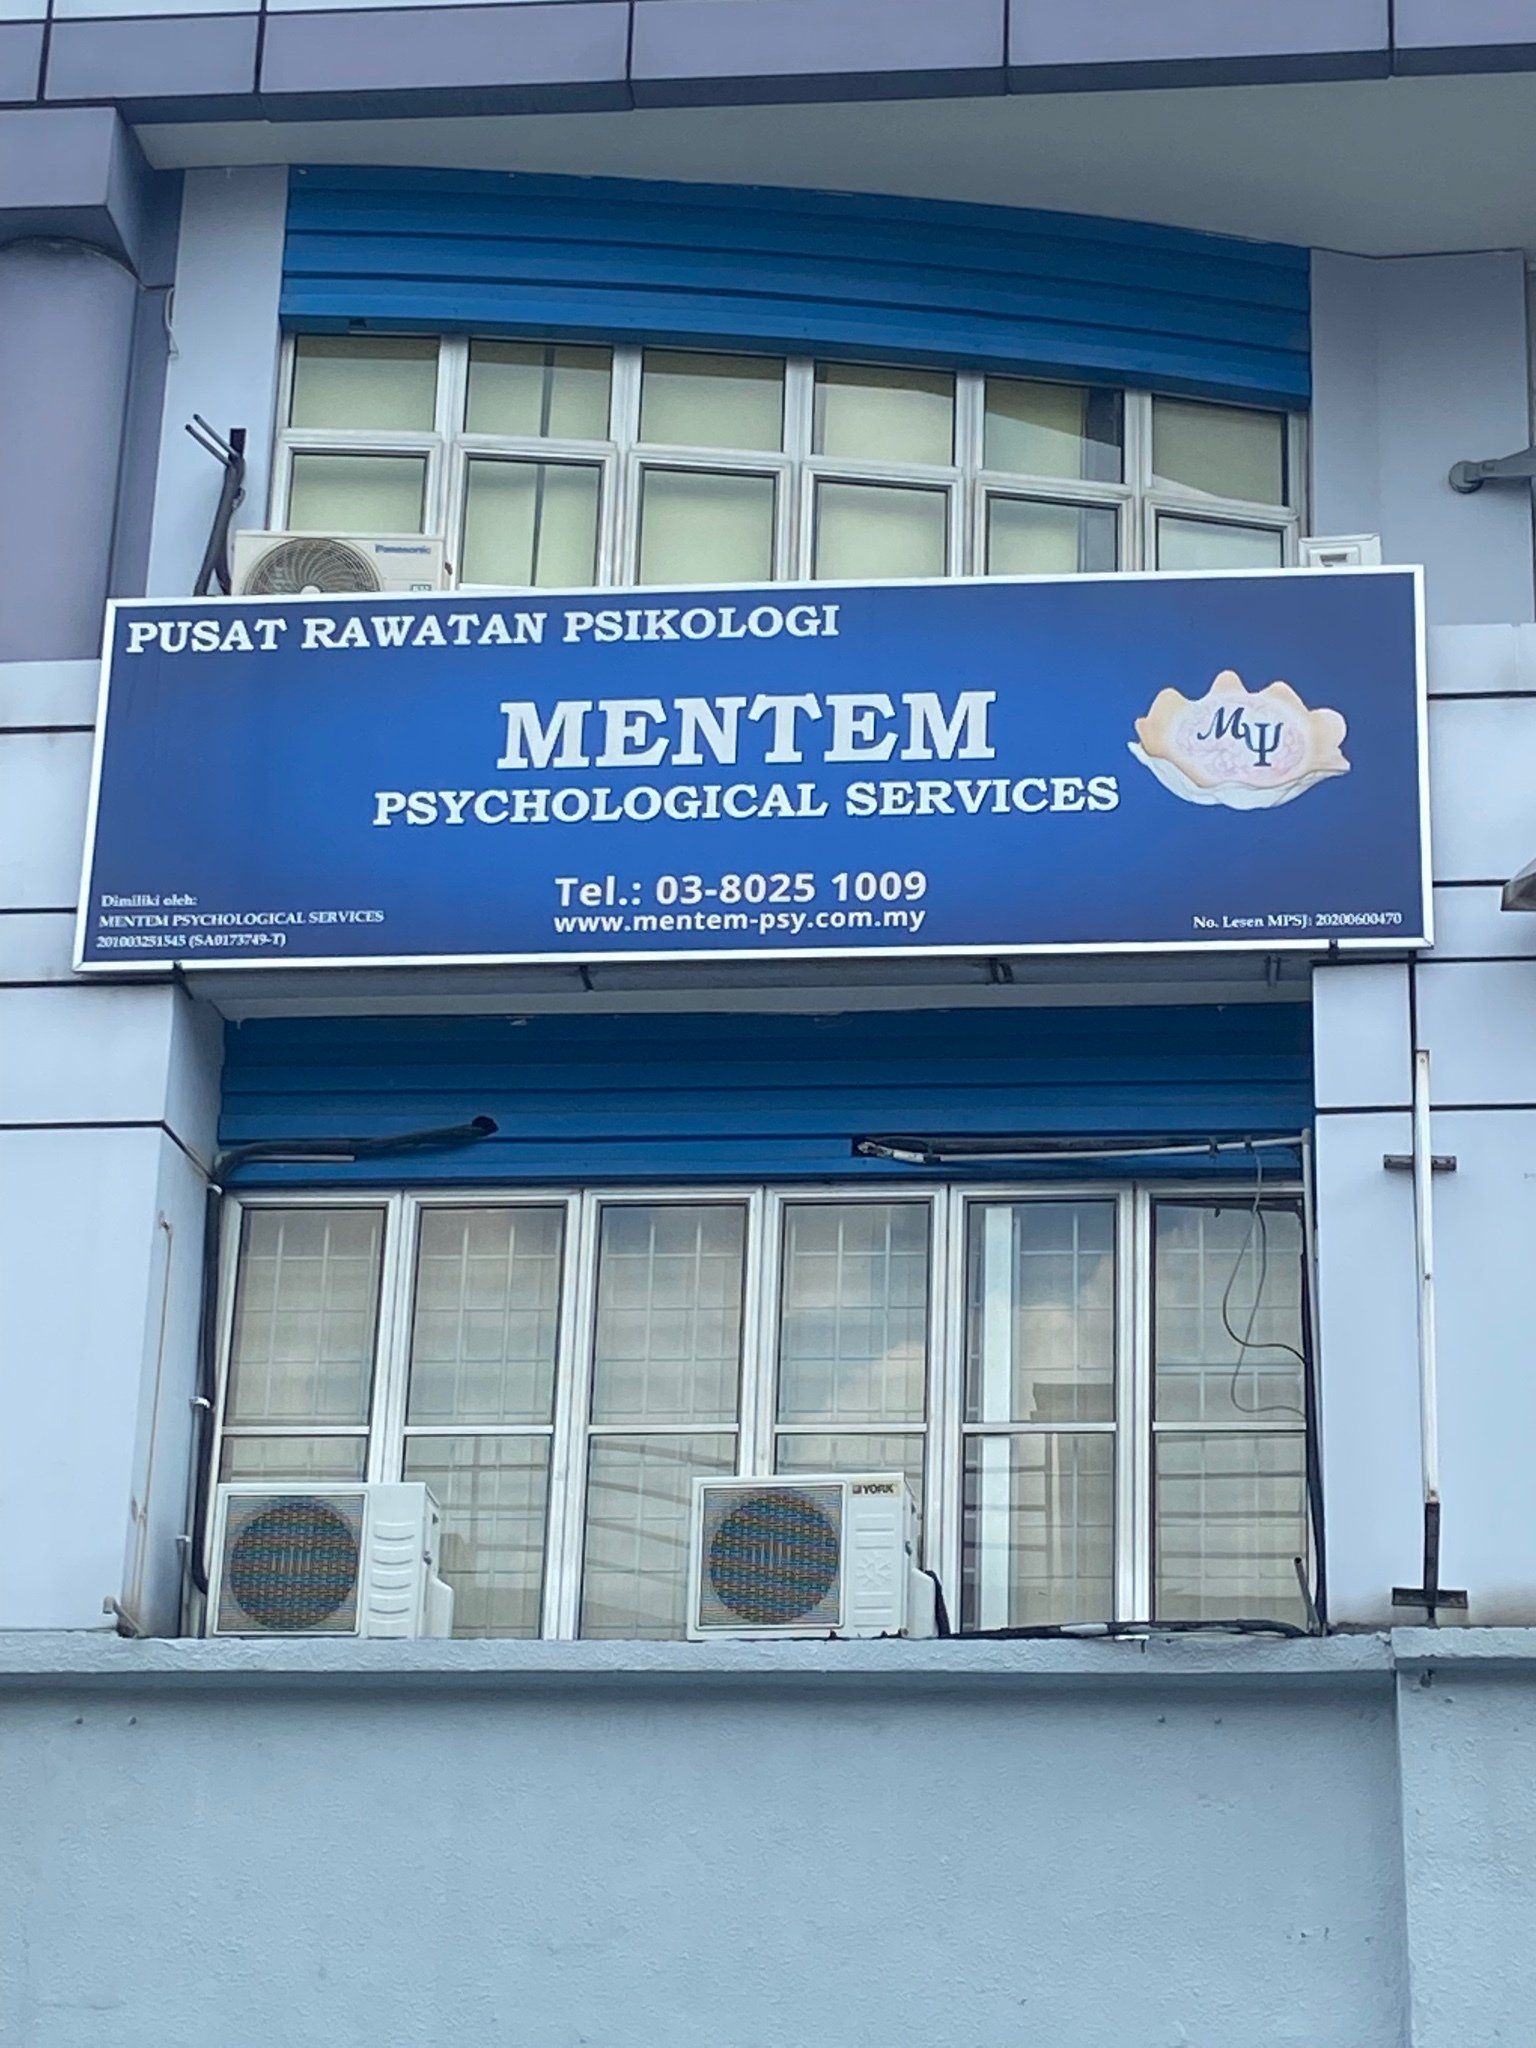 Panasonic
PUSAT RAWATAN PSIKOLOGI
MENTEM
PSYCHOLOGICAL SERVICES
MΨ
Tel.: 03-8025 1009
www.mentem-psy.com.my
Dimiliki oleh:
MENTEM PSYCHOLOGICAL SERVICES
201003251545 (SA0173749-T)
No. Lesen MPSJ: 20200600470
YORK